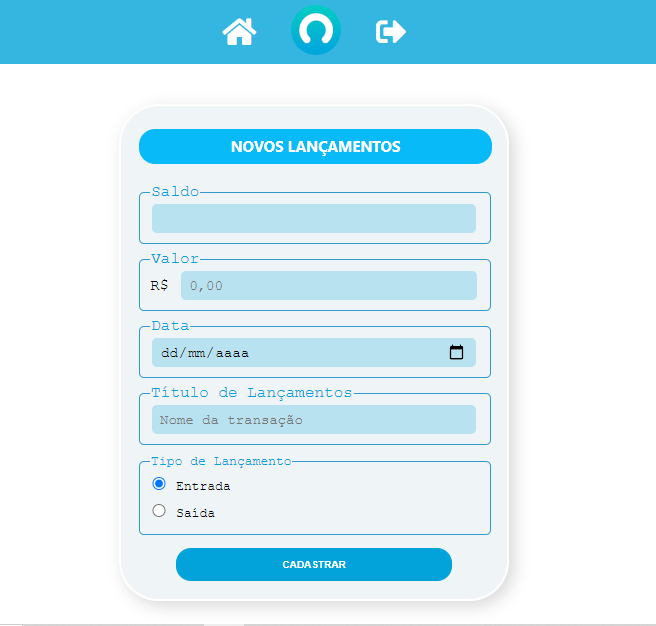 NOVOS LANÇAMENTOS
Saldo
Valor
R$ 0,00
Data
dd/mm/aaaa
Título de Lançamentos
Nome da transação
Tipo de Lançamento
Entrada
Saída
CADASTRAR